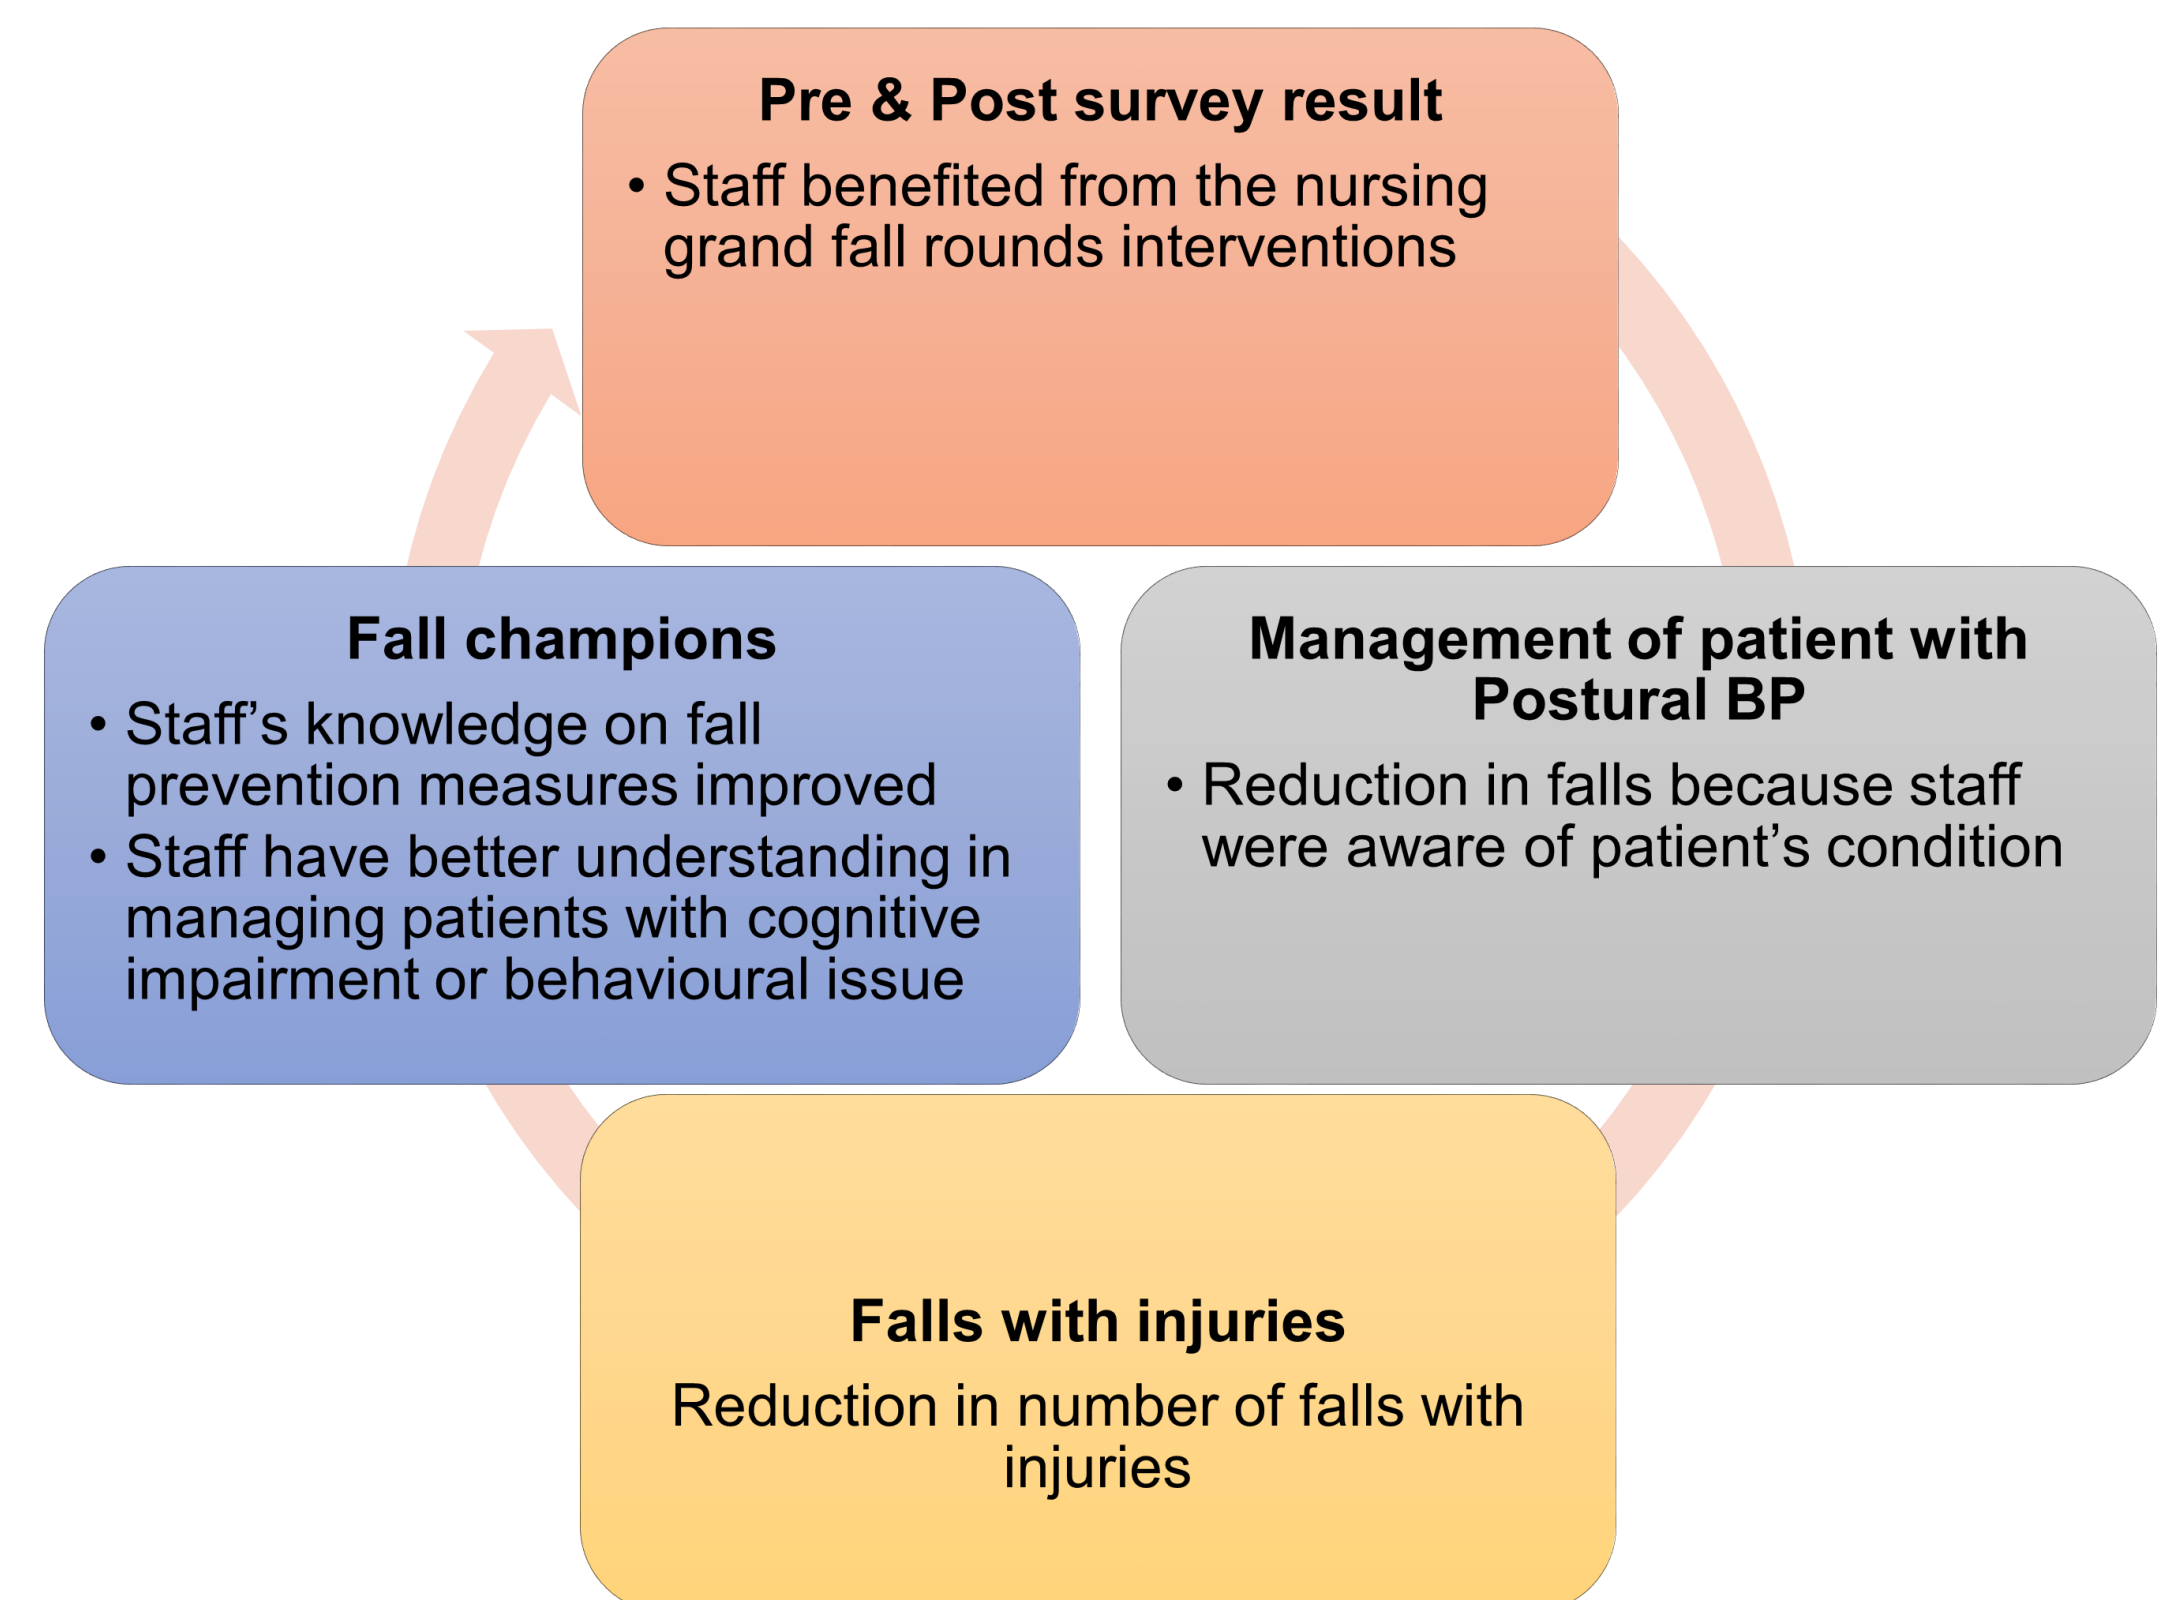 Pre & Post survey result
• Staff benefited from the nursing
grand fall rounds interventions
Fall champions
• Staff’s knowledge on fall
prevention measures improved
• Staff have better understanding in
managing patients with cognitive
impairment or behavioural issue
Management of patient with
Postural BP
• Reduction in falls because staff
were aware of patient’s condition
Falls with injuries
Reduction in number of falls with
injuries